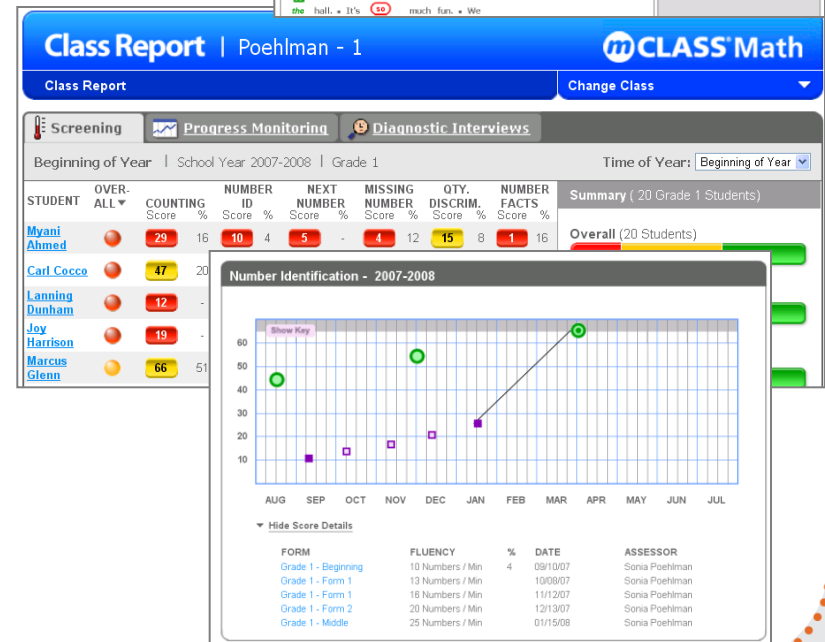 the hall. • It's so much fun. • We
Class Report | Poehlman - 1
mCLASS® Math
Class Report
Change Class
Screening
Progress Monitoring
Diagnostic Interviews
Beginning of Year | School Year 2007-2008 | Grade 1
Time of Year: Beginning of Year
STUDENT OVER-ALL COUNTING NUMBER ID NEXT NUMBER MISSING NUMBER QTY. DISCRIM. NUMBER FACTS
Score % Score % Score % Score % Score % Score %
Summary ( 20 Grade 1 Students)
Myani Ahmed 29 16 10 4 5 - 4 12 15 8 1 16
Overall (20 Students)
Carl Cocco 47 20
Lanning Dunham 12 -
Joy Harrison 19 -
Marcus Glenn 66 51
Number Identification - 2007-2008
Show Key
60
50
40
30
20
10
AUG SEP OCT NOV DEC JAN FEB MAR APR MAY JUN JUL
Hide Score Details
FORM FLUENCY % DATE ASSESSOR
Grade 1 - Beginning 10 Numbers / Min 4 09/10/07 Sonia Poehlman
Grade 1 - Form 1 13 Numbers / Min 10/08/07 Sonia Poehlman
Grade 1 - Form 1 16 Numbers / Min 11/12/07 Sonia Poehlman
Grade 1 - Form 2 20 Numbers / Min 12/13/07 Sonia Poehlman
Grade 1 - Middle 25 Numbers / Min 01/15/08 Sonia Poehlman